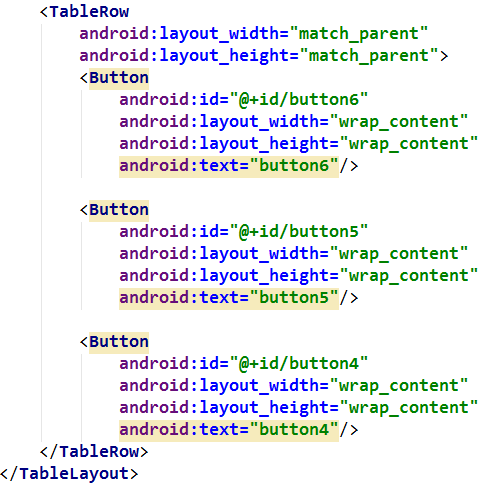 <TableRow
android:layout_width="match_parent"
android:layout_height="match_parent">
<Button
android:id="@+id/button6"
android:layout_width="wrap_content"
android:layout_height="wrap_content"
android:text="button6"/>
<Button
android:id="@+id/button5"
android:layout_width="wrap_content"
android:layout_height="wrap_content"
android:text="button5"/>
<Button
android:id="@+id/button4"
android:layout_width="wrap_content"
android:layout_height="wrap_content"
android:text="button4"/>
</TableRow>
</TableLayout>